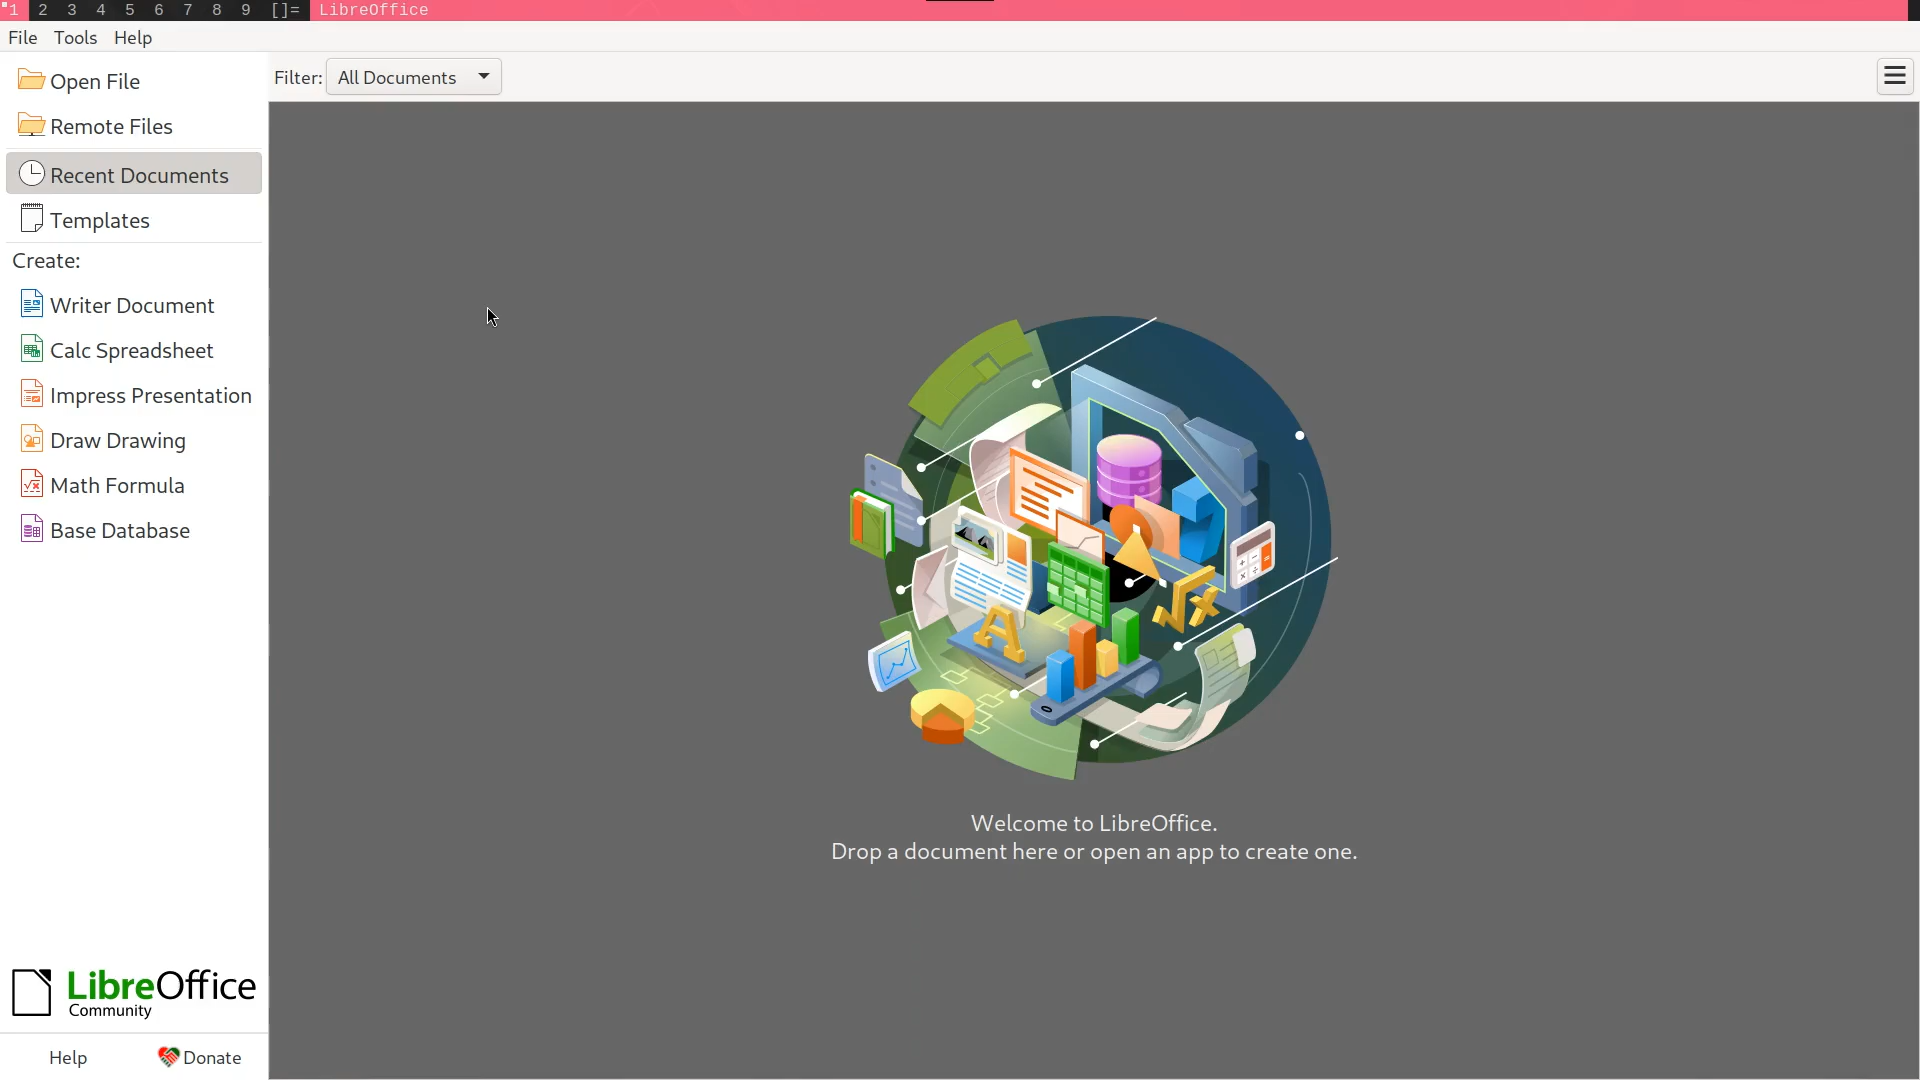 1 2 3 4 5 6 7 8 9 []= LibreOffice
File Tools Help
Open File
Remote Files
Recent Documents
Templates
Create:
Writer Document
Calc Spreadsheet
Impress Presentation
Draw Drawing
Math Formula
Base Database
LibreOffice
Community
Help Donate
Filter: All Documents
Welcome to LibreOffice.
Drop a document here or open an app to create one.